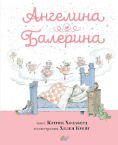 Ангелина
Балерина
текст Кэтрин Холаберд
иллюстрации Хелен Крейг